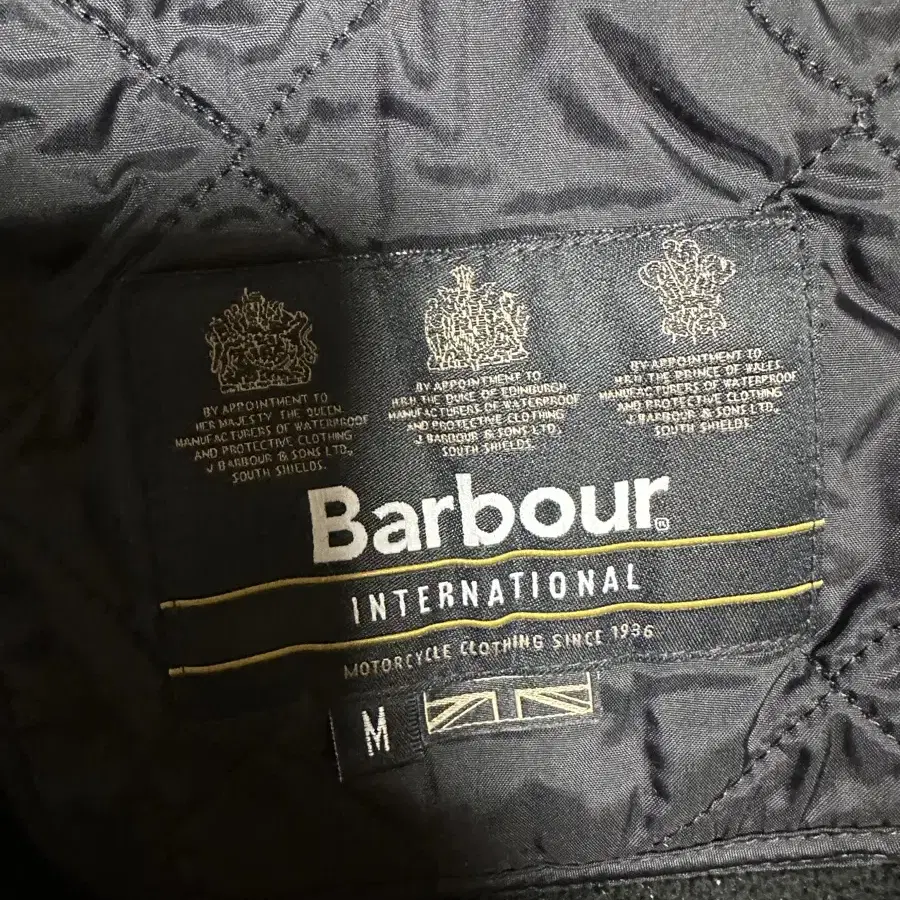 BY APPOINTMENT TO
HER MAJESTY THE QUEEN
MANUFACTURERS OF WATERPROOF
AND PROTECTIVE CLOTHING
J BARBOUR & SONS LTD.,
SOUTH SHIELDS.
BY APPOINTMENT TO
H.R.H. THE DUKE OF EDINBURGH
MANUFACTURERS OF WATERPROOF
AND PROTECTIVE CLOTHING
J BARBOUR & SONS LTD.,
SOUTH SHIELDS.
BY APPOINTMENT TO
H.R.H. THE PRINCE OF WALES
MANUFACTURERS OF WATERPROOF
AND PROTECTIVE CLOTHING
J BARBOUR & SONS LTD.,
SOUTH SHIELDS.
Barbour®
INTERNATIONAL
MOTORCYCLE CLOTHING SINCE 1936
M